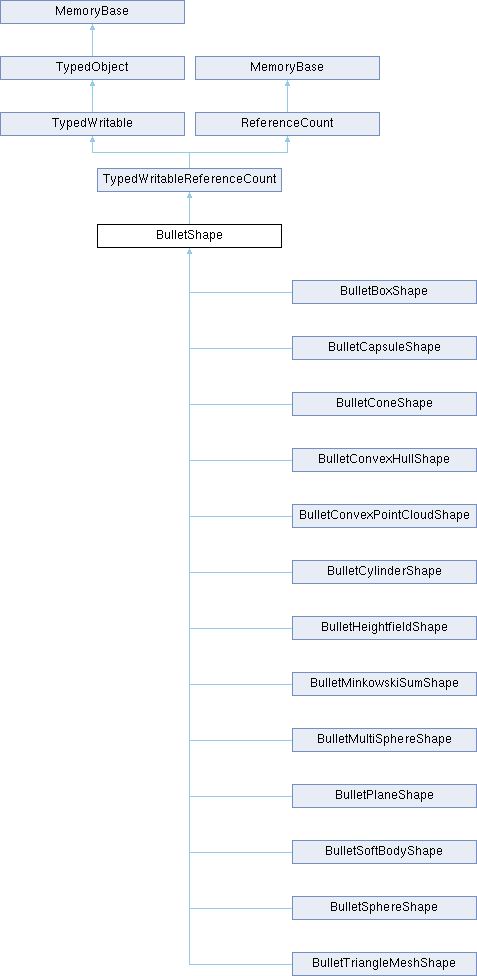 MemoryBase
TypedObject
MemoryBase
TypedWritable
ReferenceCount
TypedWritableReferenceCount
BulletShape
BulletBoxShape
BulletCapsuleShape
BulletConeShape
BulletConvexHullShape
BulletConvexPointCloudShape
BulletCylinderShape
BulletHeightfieldShape
BulletMinkowskiSumShape
BulletMultiSphereShape
BulletPlaneShape
BulletSoftBodyShape
BulletSphereShape
BulletTriangleMeshShape